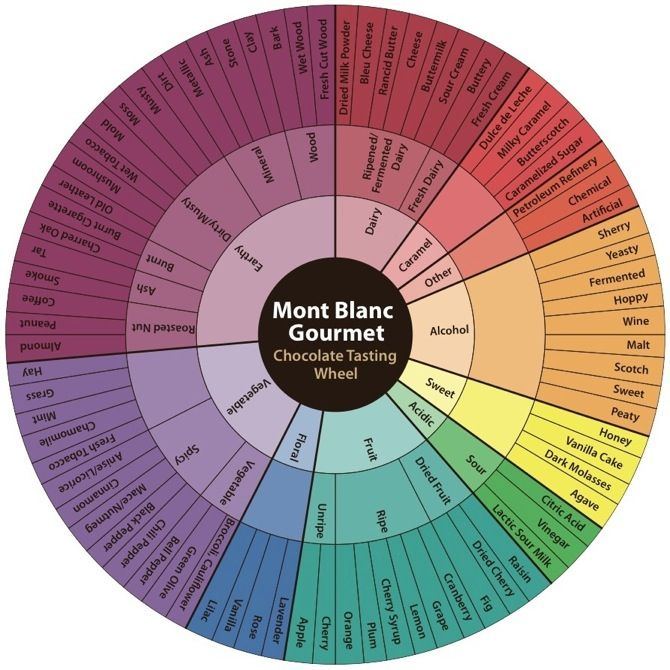 Mont Blanc
Gourmet
Chocolate Tasting
Wheel
Dairy
Caramel
Other
Alcohol
Sweet
Acidic
Fruit
Floral
Vegetable
Earthy
Ripened/
Fermented
Dairy
Fresh Dairy
Sour
Dried Fruit
Ripe
Unripe
Vegetable
Spicy
Roasted Nut
Ash
Burnt
Dirty/Musty
Mineral
Wood
Dried Milk Powder
Bleu Cheese
Rancid Butter
Cheese
Buttermilk
Sour Cream
Buttery
Fresh Cream
Dulce de Leche
Milky Caramel
Butterscotch
Caramelized Sugar
Petroleum Refinery
Chemical
Artificial
Sherry
Yeasty
Fermented
Hoppy
Wine
Malt
Scotch
Sweet
Peaty
Honey
Vanilla Cake
Dark Molasses
Agave
Citric Acid
Vinegar
Lactic Sour Milk
Raisin
Dried Cherry
Fig
Cranberry
Grape
Lemon
Cherry Syrup
Plum
Orange
Cherry
Apple
Lavender
Rose
Vanilla
Lilac
Broccoli, Cauliflower
Green Olive
Bell Pepper
Chili Pepper
Black Pepper
Mace/Nutmeg
Cinnamon
Anise/Licorice
Fresh Tobacco
Chamomile
Mint
Grass
Hay
Almond
Peanut
Coffee
Smoke
Tar
Charred Oak
Burnt Cigarette
Old Leather
Mushroom
Wet Tobacco
Mold
Moss
Musty
Dirt
Metallic
Ash
Stone
Clay
Bark
Wet Wood
Fresh Cut Wood